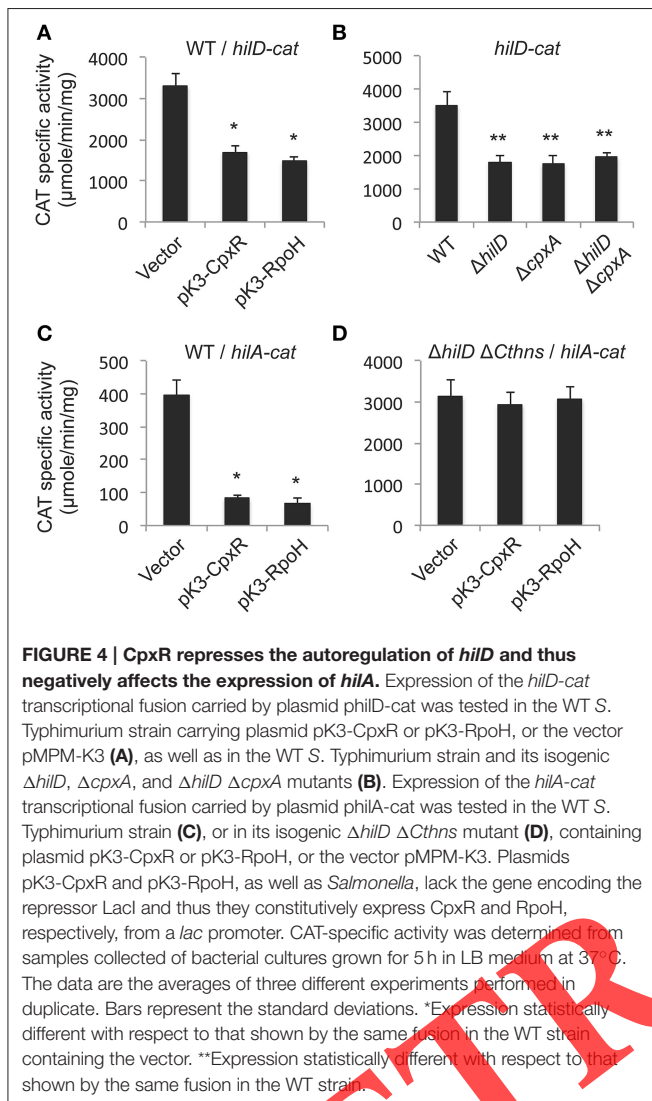 A
WT / hilD-cat
CAT specific activity
(µmole/min/mg)
4000
3000
2000
1000
0
*
*
Vector
pK3-CpxR
pK3-RpoH
B
hilD-cat
5000
4000
3000
2000
1000
0
**
**
**
WT
ΔhilD
ΔcpxA
ΔhilD
ΔcpxA
C
WT / hilA-cat
CAT specific activity
(µmole/min/mg)
500
400
300
200
100
0
*
*
Vector
pK3-CpxR
pK3-RpoH
D
ΔhilD ΔCthns / hilA-cat
4000
3000
2000
1000
0
Vector
pK3-CpxR
pK3-RpoH
FIGURE 4 | CpxR represses the autoregulation of hilD and thus
negatively affects the expression of hilA. Expression of the hilD-cat
transcriptional fusion carried by plasmid philD-cat was tested in the WT S.
Typhimurium strain carrying plasmid pK3-CpxR or pK3-RpoH, or the vector
pMPM-K3 (A), as well as in the WT S. Typhimurium strain and its isogenic
ΔhilD, ΔcpxA, and ΔhilD ΔcpxA mutants (B). Expression of the hilA-cat
transcriptional fusion carried by plasmid philA-cat was tested in the WT S.
Typhimurium strain (C), or in its isogenic ΔhilD ΔCthns mutant (D), containing
plasmid pK3-CpxR or pK3-RpoH, or the vector pMPM-K3. Plasmids
pK3-CpxR and pK3-RpoH, as well as Salmonella, lack the gene encoding the
repressor LacI and thus they constitutively express CpxR and RpoH,
respectively, from a lac promoter. CAT-specific activity was determined from
samples collected of bacterial cultures grown for 5 h in LB medium at 37°C.
The data are the averages of three different experiments performed in
duplicate. Bars represent the standard deviations. *Expression statistically
different with respect to that shown by the same fusion in the WT strain
containing the vector. **Expression statistically different with respect to that
shown by the same fusion in the WT strain.
TR